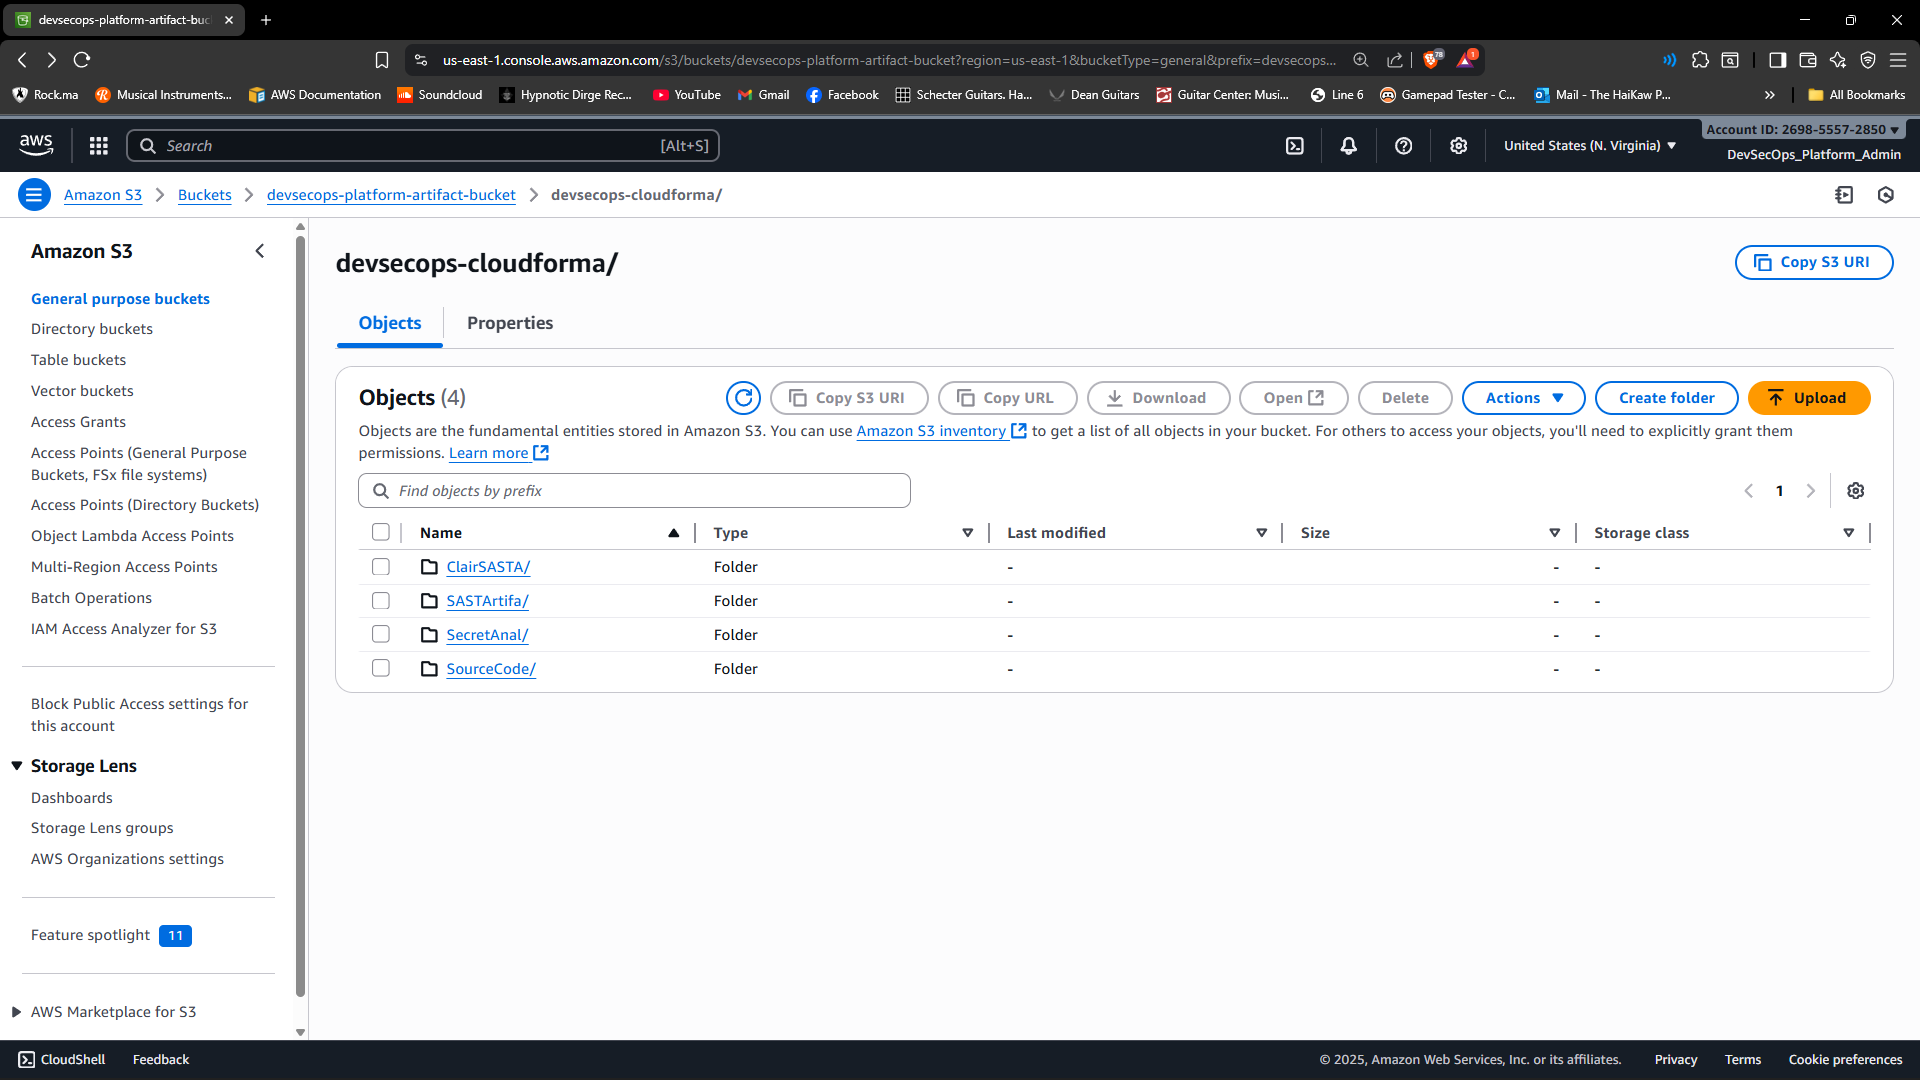 devsecops-platform-artifact-buc
us-east-1.console.aws.amazon.com/s3/buckets/devsecops-platform-artifact-bucket?region=us-east-1&bucketType=general&prefix=devsecops...
78
1
Rock.ma
Musical Instruments...
AWS Documentation
Soundcloud
Hypnotic Dirge Rec...
YouTube
Gmail
Facebook
Schecter Guitars. Ha...
Dean Guitars
Guitar Center: Musi...
Line 6
Gamepad Tester - C...
Mail - The HaiKaw P...
All Bookmarks
aws
Search
[Alt+S]
United States (N. Virginia)
Account ID: 2698-5557-2850
DevSecOps_Platform_Admin
Amazon S3
Buckets
devsecops-platform-artifact-bucket
devsecops-cloudforma/
Amazon S3
General purpose buckets
Directory buckets
Table buckets
Vector buckets
Access Grants
Access Points (General Purpose
Buckets, FSx file systems)
Access Points (Directory Buckets)
Object Lambda Access Points
Multi-Region Access Points
Batch Operations
IAM Access Analyzer for S3
Block Public Access settings for
this account
Storage Lens
Dashboards
Storage Lens groups
AWS Organizations settings
Feature spotlight 11
AWS Marketplace for S3
devsecops-cloudforma/
Copy S3 URI
Objects
Properties
Objects (4)
Copy S3 URI
Copy URL
Download
Open
Delete
Actions
Create folder
Upload
Objects are the fundamental entities stored in Amazon S3. You can use Amazon S3 inventory to get a list of all objects in your bucket. For others to access your objects, you'll need to explicitly grant them
permissions. Learn more
Find objects by prefix
1
Name Type Last modified Size Storage class
ClairSASTA/ Folder - - -
SASTArtifa/ Folder - - -
SecretAnal/ Folder - - -
SourceCode/ Folder - - -
CloudShell
Feedback
© 2025, Amazon Web Services, Inc. or its affiliates.
Privacy
Terms
Cookie preferences